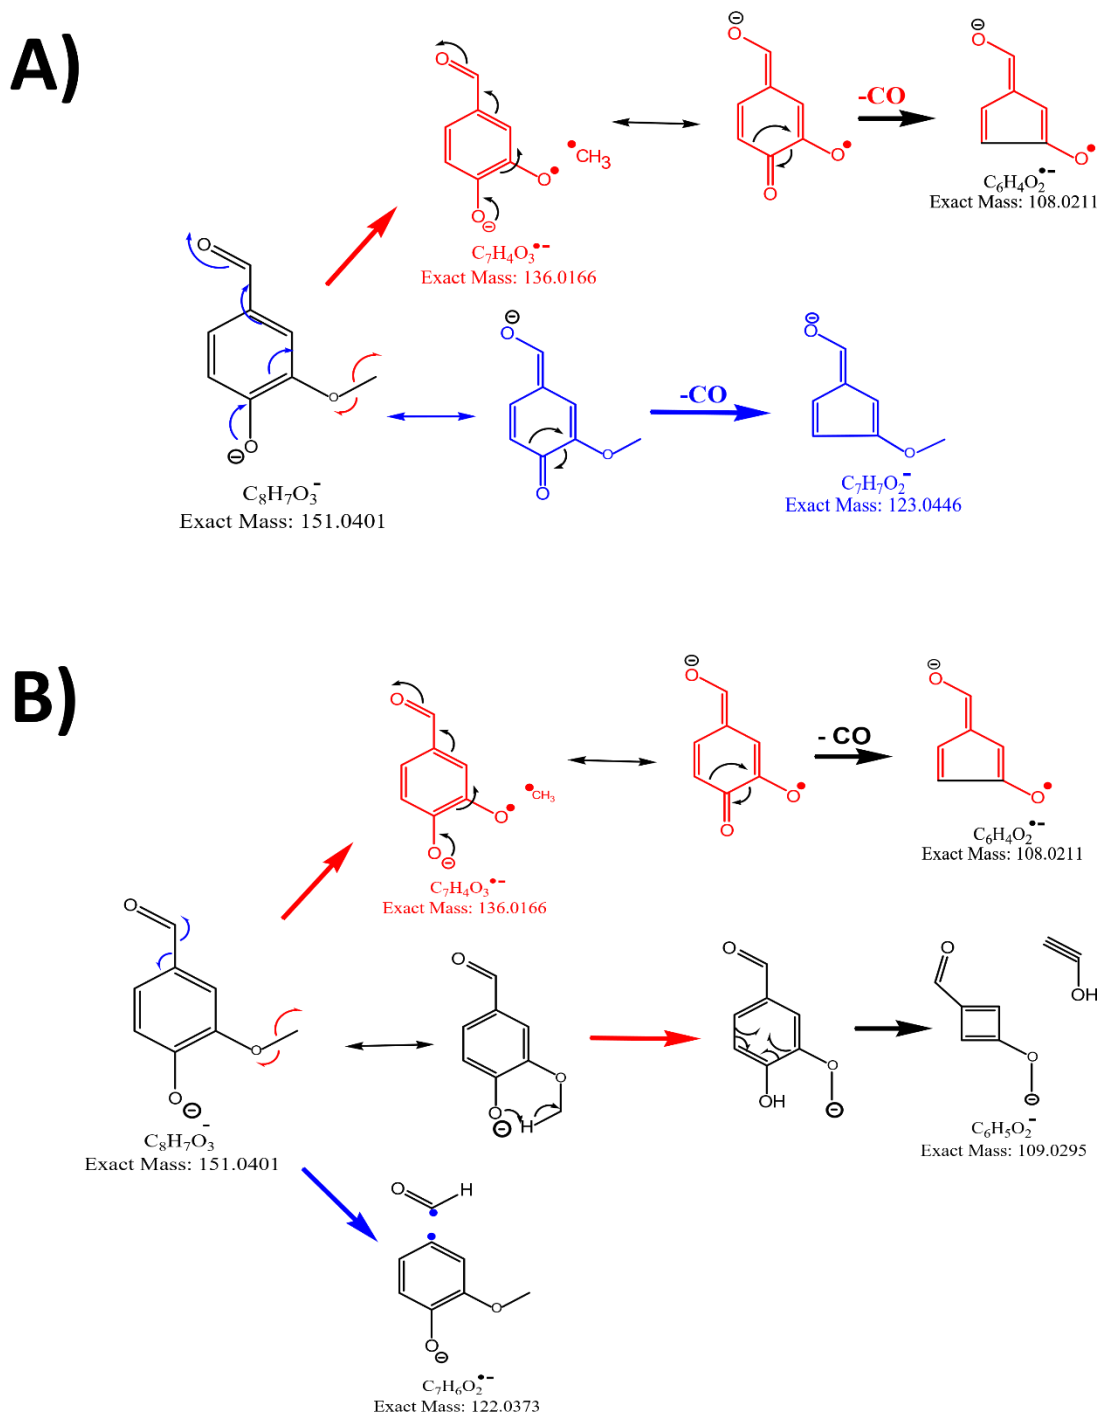 A)
O
O•
•CH₃
O⊖
C₇H₄O₃•−
Exact Mass: 136.0166
⊖
O
O•
O
-CO
⊖
O
O•
C₆H₄O₂•−
Exact Mass: 108.0211
O
O
O
⊖
C₈H₇O₃−
Exact Mass: 151.0401
⊖
O
O
O
-CO
⊖
O
O
C₇H₇O₂−
Exact Mass: 123.0446
B)
O
O•
•CH₃
O⊖
C₇H₄O₃•−
Exact Mass: 136.0166
⊖
O
O•
O
- CO
⊖
O
O•
C₆H₄O₂•−
Exact Mass: 108.0211
O
O
O
⊖
C₈H₇O₃−
Exact Mass: 151.0401
O
O
O
H
⊖
O
O
OH
⊖
O
O
⊖
OH
C₆H₅O₂−
Exact Mass: 109.0295
O
H
O
O
⊖
C₇H₆O₂•−
Exact Mass: 122.0373